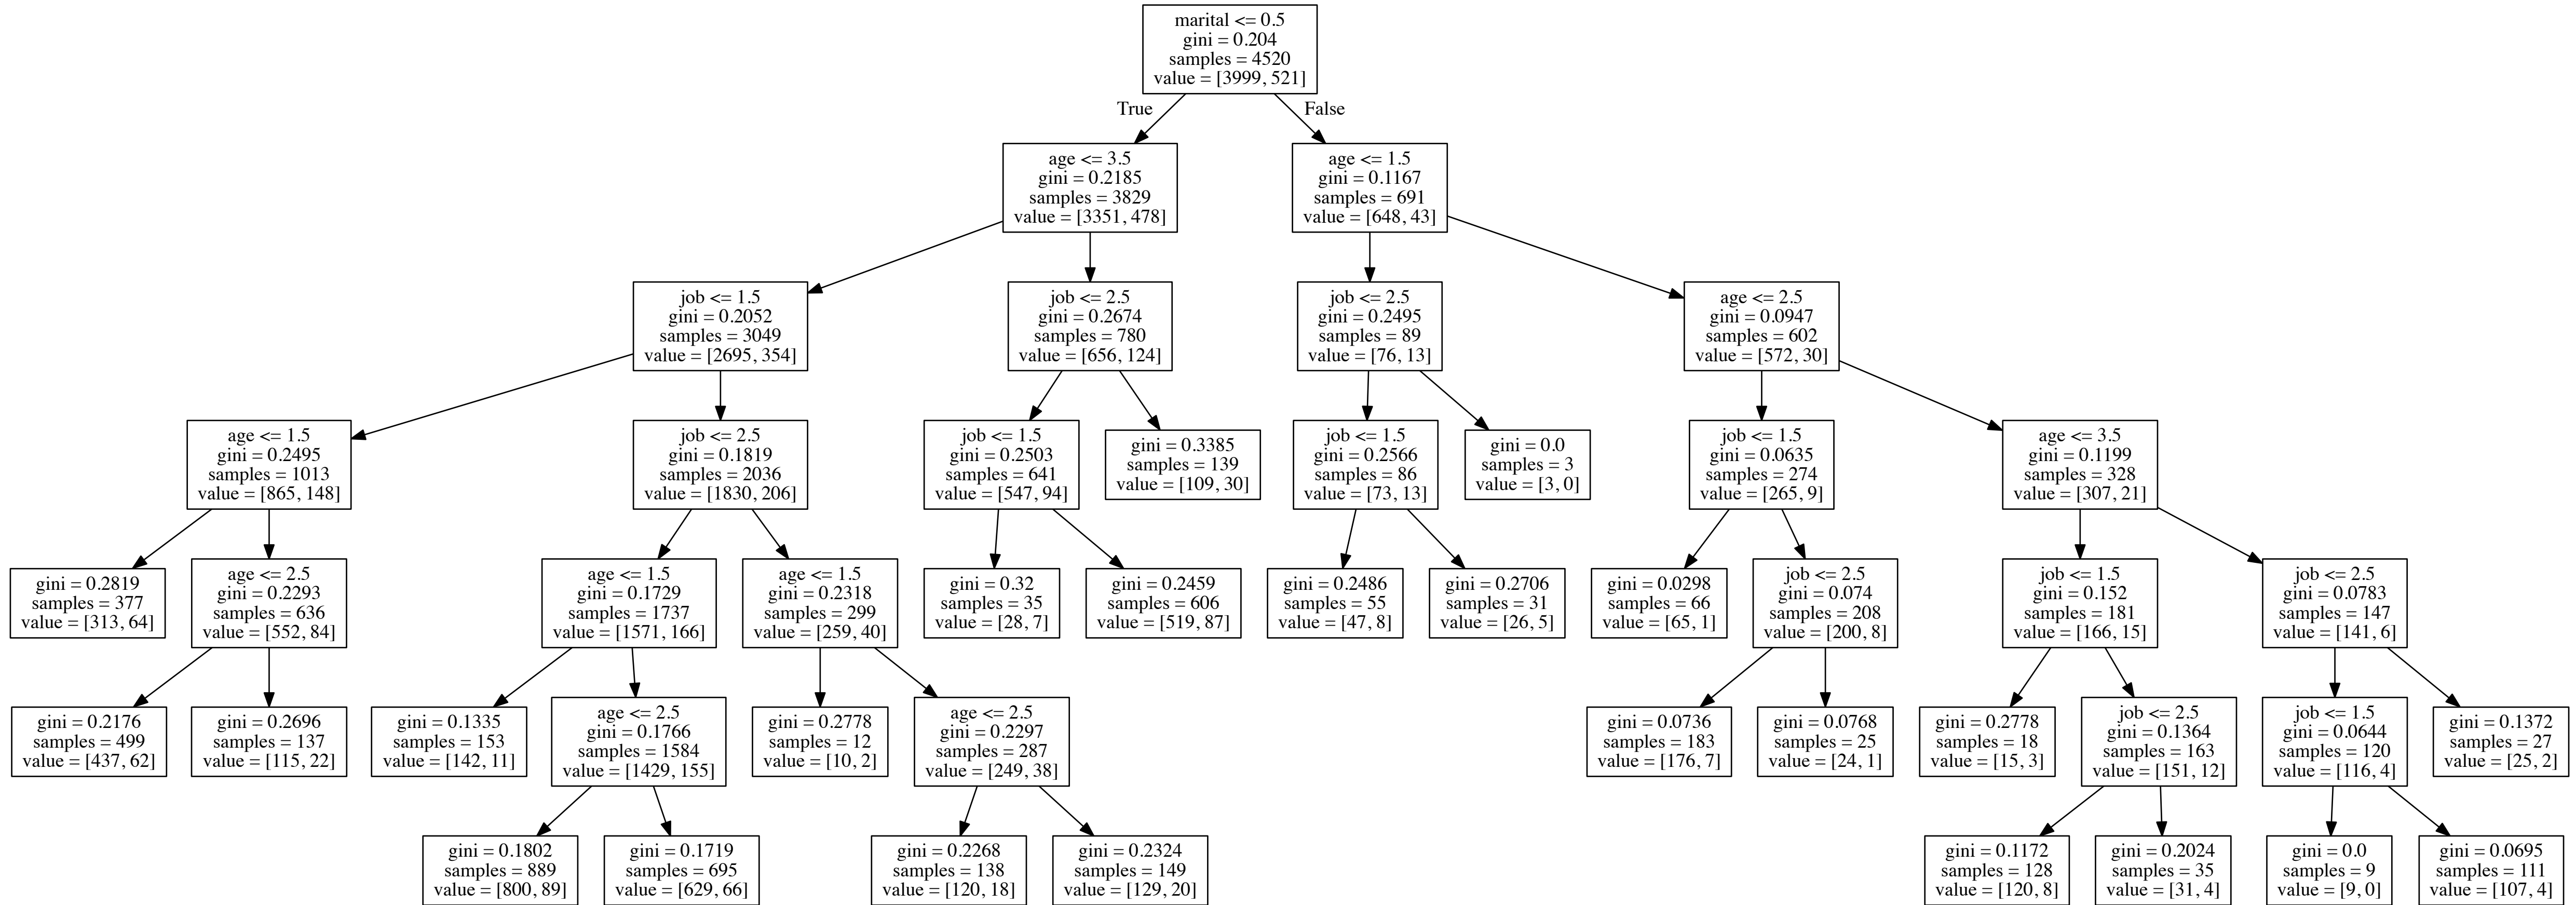 marital <= 0.5
gini = 0.204
samples = 4520
value = [3999, 521]
True
False
age <= 3.5
gini = 0.2185
samples = 3829
value = [3351, 478]
age <= 1.5
gini = 0.1167
samples = 691
value = [648, 43]
job <= 1.5
gini = 0.2052
samples = 3049
value = [2695, 354]
job <= 2.5
gini = 0.2674
samples = 780
value = [656, 124]
job <= 2.5
gini = 0.2495
samples = 89
value = [76, 13]
age <= 2.5
gini = 0.0947
samples = 602
value = [572, 30]
age <= 1.5
gini = 0.2495
samples = 1013
value = [865, 148]
job <= 2.5
gini = 0.1819
samples = 2036
value = [1830, 206]
job <= 1.5
gini = 0.2503
samples = 641
value = [547, 94]
gini = 0.3385
samples = 139
value = [109, 30]
job <= 1.5
gini = 0.2566
samples = 86
value = [73, 13]
gini = 0.0
samples = 3
value = [3, 0]
job <= 1.5
gini = 0.0635
samples = 274
value = [265, 9]
age <= 3.5
gini = 0.1199
samples = 328
value = [307, 21]
gini = 0.2819
samples = 377
value = [313, 64]
age <= 2.5
gini = 0.2293
samples = 636
value = [552, 84]
age <= 1.5
gini = 0.1729
samples = 1737
value = [1571, 166]
age <= 1.5
gini = 0.2318
samples = 299
value = [259, 40]
gini = 0.32
samples = 35
value = [28, 7]
gini = 0.2459
samples = 606
value = [519, 87]
gini = 0.2486
samples = 55
value = [47, 8]
gini = 0.2706
samples = 31
value = [26, 5]
gini = 0.0298
samples = 66
value = [65, 1]
job <= 2.5
gini = 0.074
samples = 208
value = [200, 8]
job <= 1.5
gini = 0.152
samples = 181
value = [166, 15]
job <= 2.5
gini = 0.0783
samples = 147
value = [141, 6]
gini = 0.2176
samples = 499
value = [437, 62]
gini = 0.2696
samples = 137
value = [115, 22]
gini = 0.1335
samples = 153
value = [142, 11]
age <= 2.5
gini = 0.1766
samples = 1584
value = [1429, 155]
gini = 0.2778
samples = 12
value = [10, 2]
age <= 2.5
gini = 0.2297
samples = 287
value = [249, 38]
gini = 0.0736
samples = 183
value = [176, 7]
gini = 0.0768
samples = 25
value = [24, 1]
gini = 0.2778
samples = 18
value = [15, 3]
job <= 2.5
gini = 0.1364
samples = 163
value = [151, 12]
job <= 1.5
gini = 0.0644
samples = 120
value = [116, 4]
gini = 0.1372
samples = 27
value = [25, 2]
gini = 0.1802
samples = 889
value = [800, 89]
gini = 0.1719
samples = 695
value = [629, 66]
gini = 0.2268
samples = 138
value = [120, 18]
gini = 0.2324
samples = 149
value = [129, 20]
gini = 0.1172
samples = 128
value = [120, 8]
gini = 0.2024
samples = 35
value = [31, 4]
gini = 0.0
samples = 9
value = [9, 0]
gini = 0.0695
samples = 111
value = [107, 4]